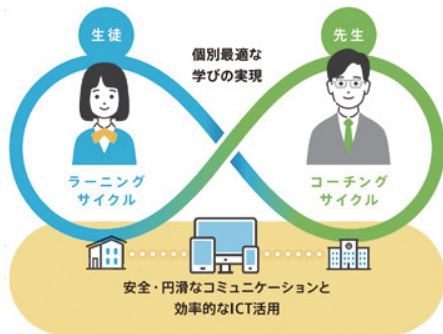 生徒
先生
個別最適な
学びの実現
ラーニング
サイクル
コーチング
サイクル
安全・円滑なコミュニケーションと
効率的なICT活用